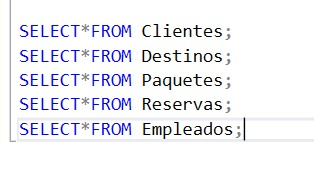 SELECT*FROM Clientes;
SELECT*FROM Destinos;
SELECT*FROM Paquetes;
SELECT*FROM Reservas;
SELECT*FROM Empleados;